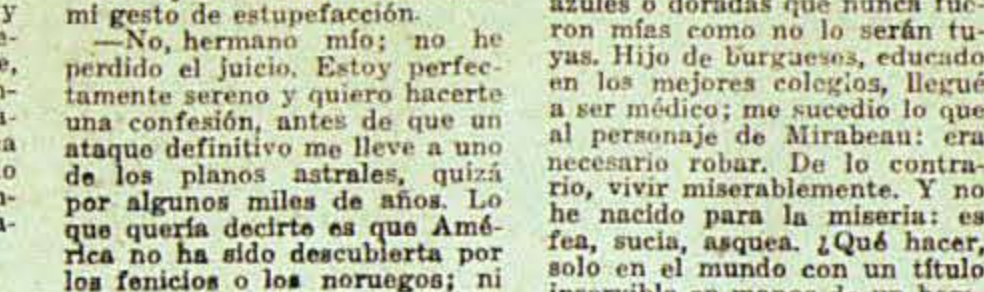 y
mi gesto de estupefacción.
—No, hermano mío; no he
perdido el juicio. Estoy perfec-
tamente sereno y quiero hacerte
una confesión, antes de que un
ataque definitivo me lleve a uno
de los planos astrales, quizá
por algunos miles de años. Lo
que quería decirte es que Amé-
rica no ha sido descubierta por
los fenicios o los noruegos; ni
azules o doradas que nunca fue-
ron mías como no lo serán tu-
yas. Hijo de burgueses, educado
en los mejores colegios, llegué
a ser médico; me sucedio lo que
al personaje de Mirabeau: era
necesario robar. De lo contra-
rio, vivir miserablemente. Y no
he nacido para la miseria: es
fea, sucia, asquea. ¿Qué hacer,
solo en el mundo con un título